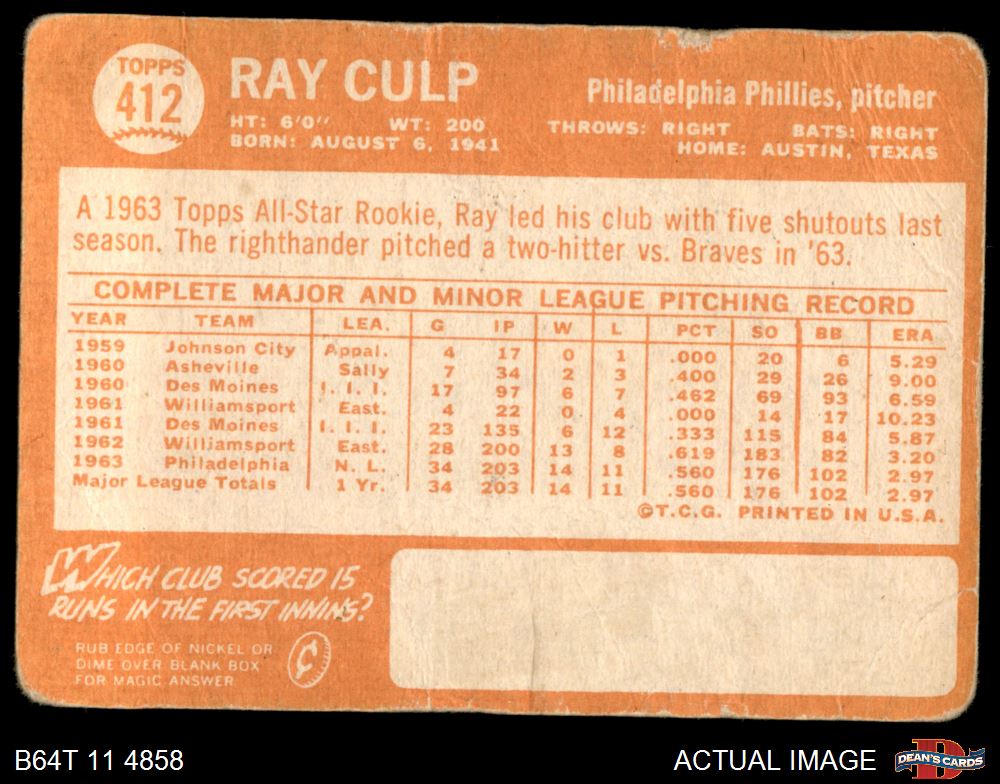 TOPPS
412
RAY CULP
Philadelphia Phillies, pitcher
HT: 6'0" WT: 200
THROWS: RIGHT BATS: RIGHT
BORN: AUGUST 6, 1941
HOME: AUSTIN, TEXAS
A 1963 Topps All-Star Rookie, Ray led his club with five shutouts last
season. The righthander pitched a two-hitter vs. Braves in '63.
COMPLETE MAJOR AND MINOR LEAGUE PITCHING RECORD
YEAR TEAM LEA. G IP W L PCT SO BB ERA
1959 Johnson City Appal. 4 17 0 1 .000 20 6 5.29
1960 Asheville Sally 7 34 2 3 .400 29 26 9.00
1960 Des Moines I. I. I. 17 97 6 7 .462 69 93 6.59
1961 Williamsport East. 4 22 0 4 .000 14 17 10.23
1961 Des Moines I. I. I. 23 135 6 12 .333 115 84 5.87
1962 Williamsport East. 28 200 13 8 .619 183 82 3.20
1963 Philadelphia N. L. 34 203 14 11 .560 176 102 2.97
Major League Totals 1 Yr. 34 203 14 11 .560 176 102 2.97
©T.C.G. PRINTED IN U.S.A.
WHICH CLUB SCORED 15
RUNS IN THE FIRST INNING?
RUB EDGE OF NICKEL OR
DIME OVER BLANK BOX
FOR MAGIC ANSWER
¢
B64T 11 4858
ACTUAL IMAGE
DEAN'S CARDS